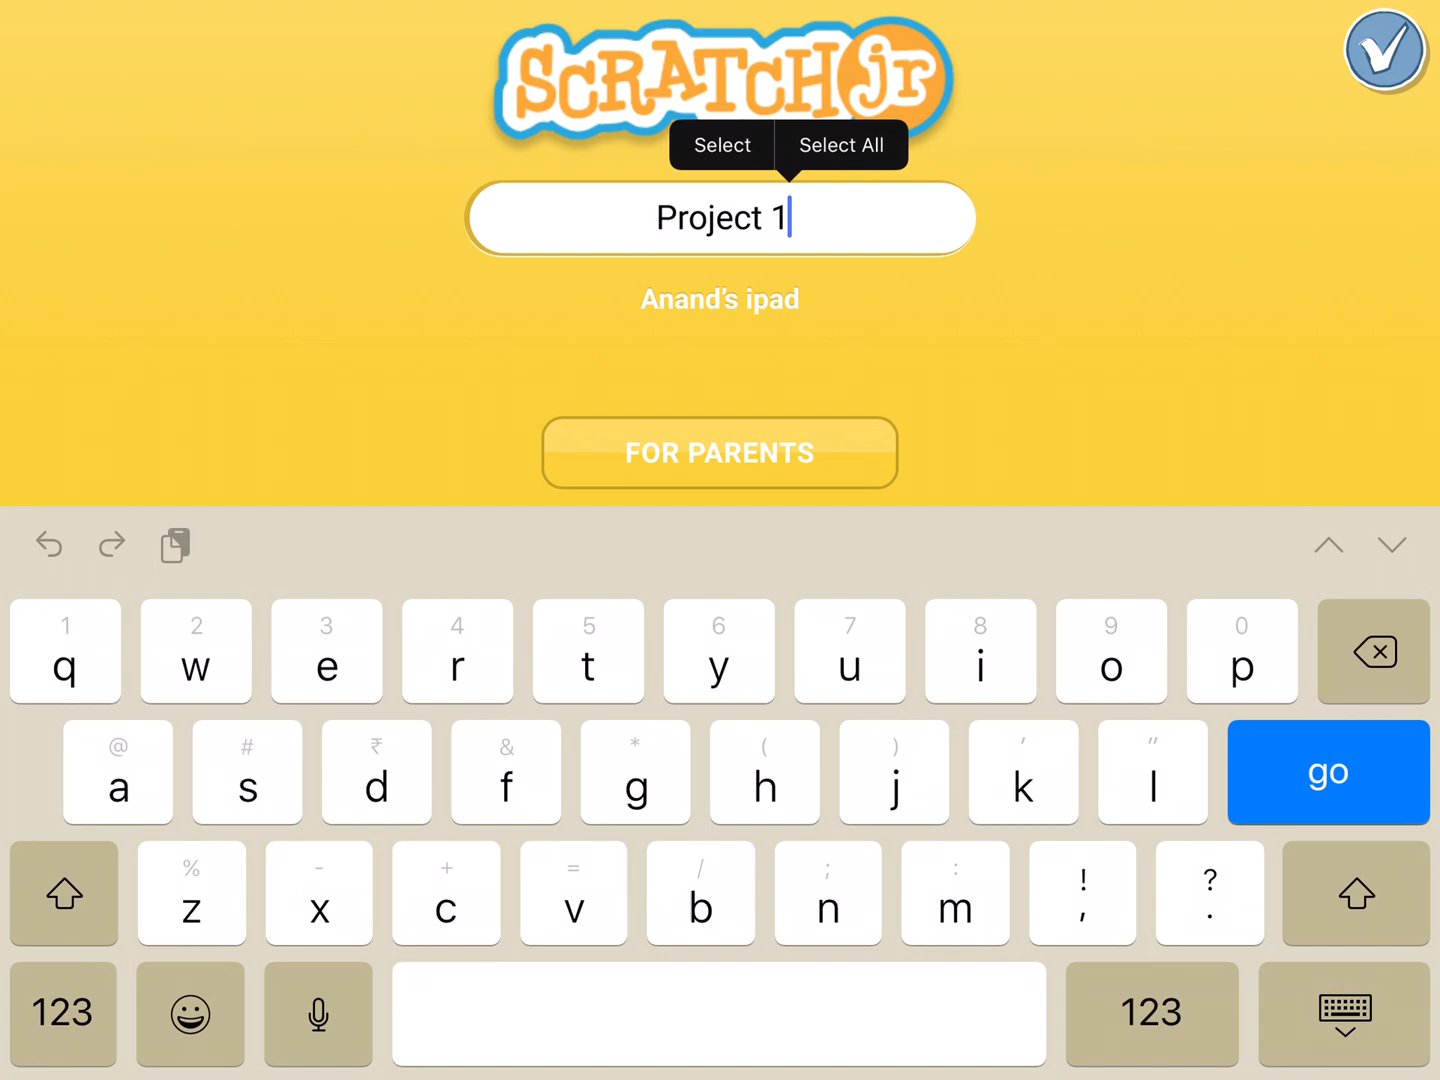 SCRATCH jr
Select Select All
Project 1
Anand's ipad
FOR PARENTS
1 2 3 4 5 6 7 8 9 0
q w e r t y u i o p
@ # ₹ & * ( ) ' "
a s d f g h j k l go
% - + = / ; : ! ?
z x c v b n m , .
123 123